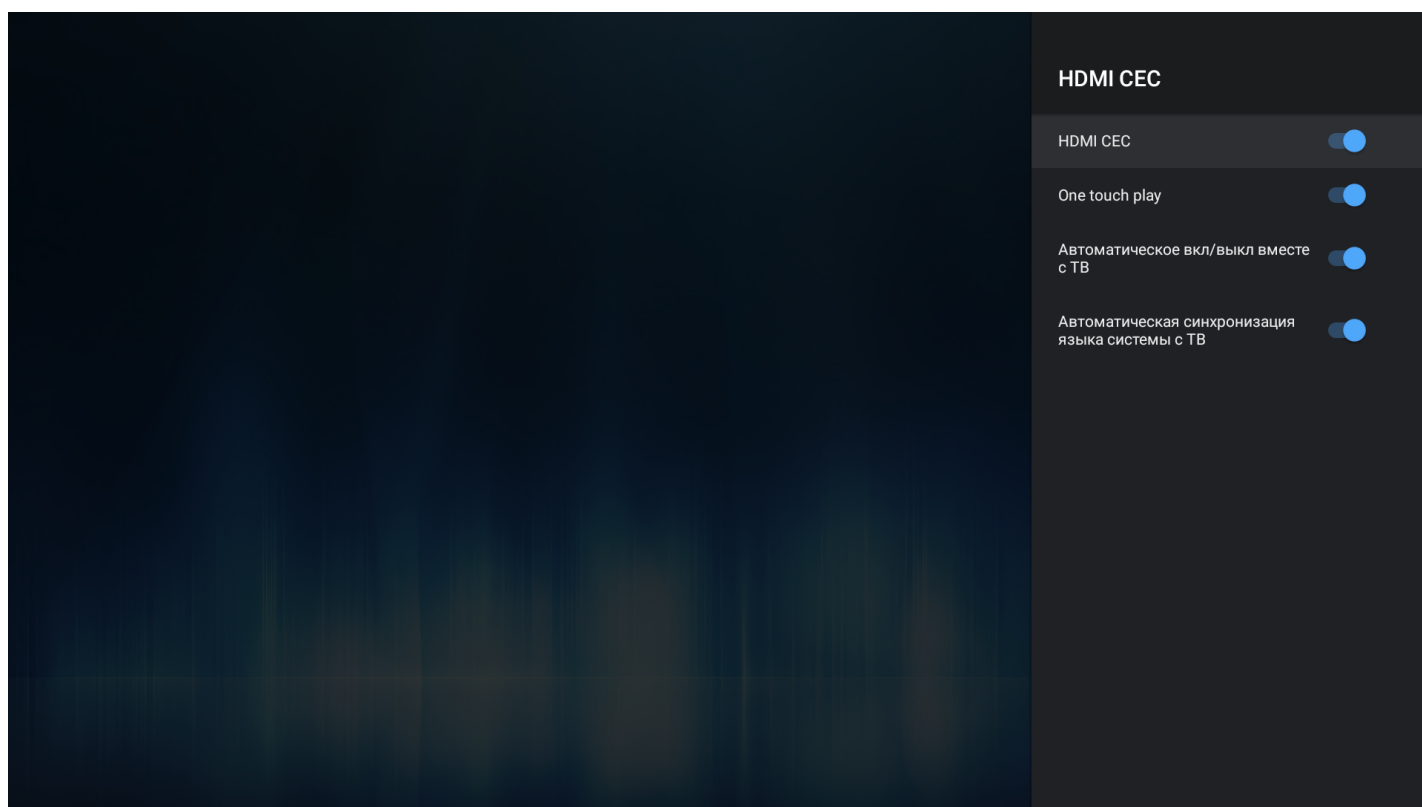 HDMI CEC
HDMI CEC
One touch play
Автоматическое вкл/выкл вместе
с ТВ
Автоматическая синхронизация
языка системы с ТВ